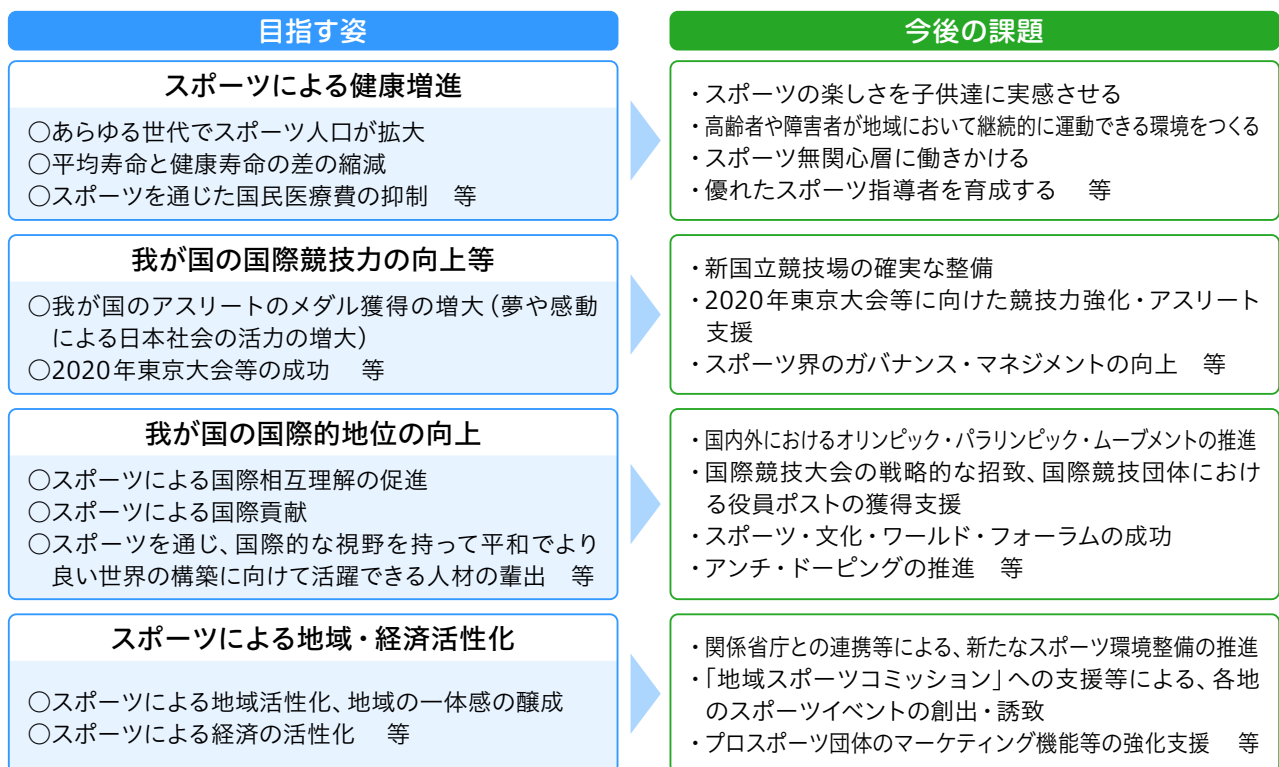 目指す姿
今後の課題
スポーツによる健康増進
○あらゆる世代でスポーツ人口が拡大
○平均寿命と健康寿命の差の縮減
○スポーツを通じた国民医療費の抑制　等
・スポーツの楽しさを子供達に実感させる
・高齢者や障害者が地域において継続的に運動できる環境をつくる
・スポーツ無関心層に働きかける
・優れたスポーツ指導者を育成する　等
我が国の国際競技力の向上等
○我が国のアスリートのメダル獲得の増大（夢や感動
による日本社会の活力の増大）
○2020年東京大会等の成功　等
・新国立競技場の確実な整備
・2020年東京大会等に向けた競技力強化・アスリート
支援
・スポーツ界のガバナンス・マネジメントの向上　等
我が国の国際的地位の向上
○スポーツによる国際相互理解の促進
○スポーツによる国際貢献
○スポーツを通じ、国際的な視野を持って平和でより
良い世界の構築に向けて活躍できる人材の輩出　等
・国内外におけるオリンピック・パラリンピック・ムーブメントの推進
・国際競技大会の戦略的な招致、国際競技団体におけ
る役員ポストの獲得支援
・スポーツ・文化・ワールド・フォーラムの成功
・アンチ・ドーピングの推進　等
スポーツによる地域・経済活性化
○スポーツによる地域活性化、地域の一体感の醸成
○スポーツによる経済の活性化　等
・関係省庁との連携等による、新たなスポーツ環境整備の推進
・「地域スポーツコミッション」への支援等による、各地
のスポーツイベントの創出・誘致
・プロスポーツ団体のマーケティング機能等の強化支援　等